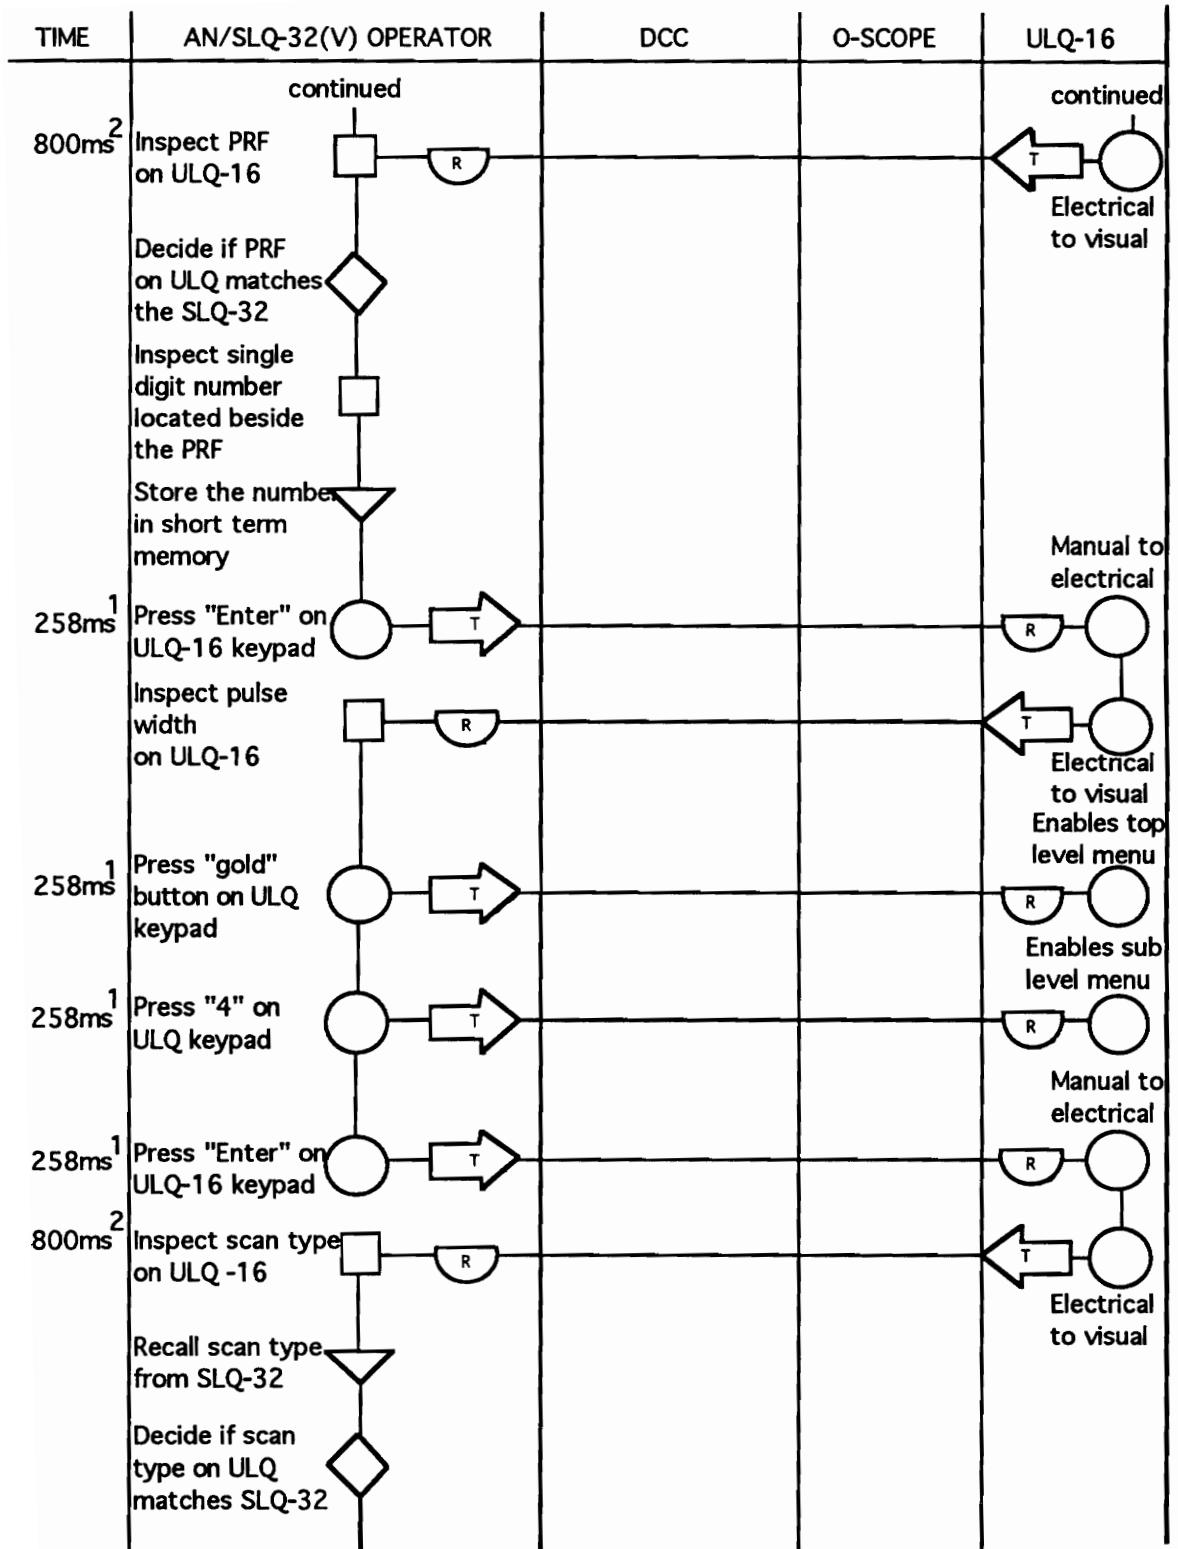 TIME AN/SLQ-32(V) OPERATOR DCC O-SCOPE ULQ-16
continued
continued
800ms2
Inspect PRF
on ULQ-16
R
T
Electrical
to visual
Decide if PRF
on ULQ matches
the SLQ-32
Inspect single
digit number
located beside
the PRF
Store the number
in short term
memory
Manual to
electrical
258ms1
Press "Enter" on
ULQ-16 keypad
T
R
Inspect pulse
width
on ULQ-16
R
T
Electrical
to visual
Enables top
level menu
258ms1
Press "gold"
button on ULQ
keypad
T
R
Enables sub
level menu
258ms1
Press "4" on
ULQ keypad
T
R
Manual to
electrical
258ms1
Press "Enter" on
ULQ-16 keypad
T
R
800ms2
Inspect scan type
on ULQ -16
R
T
Electrical
to visual
Recall scan type
from SLQ-32
Decide if scan
type on ULQ
matches SLQ-32